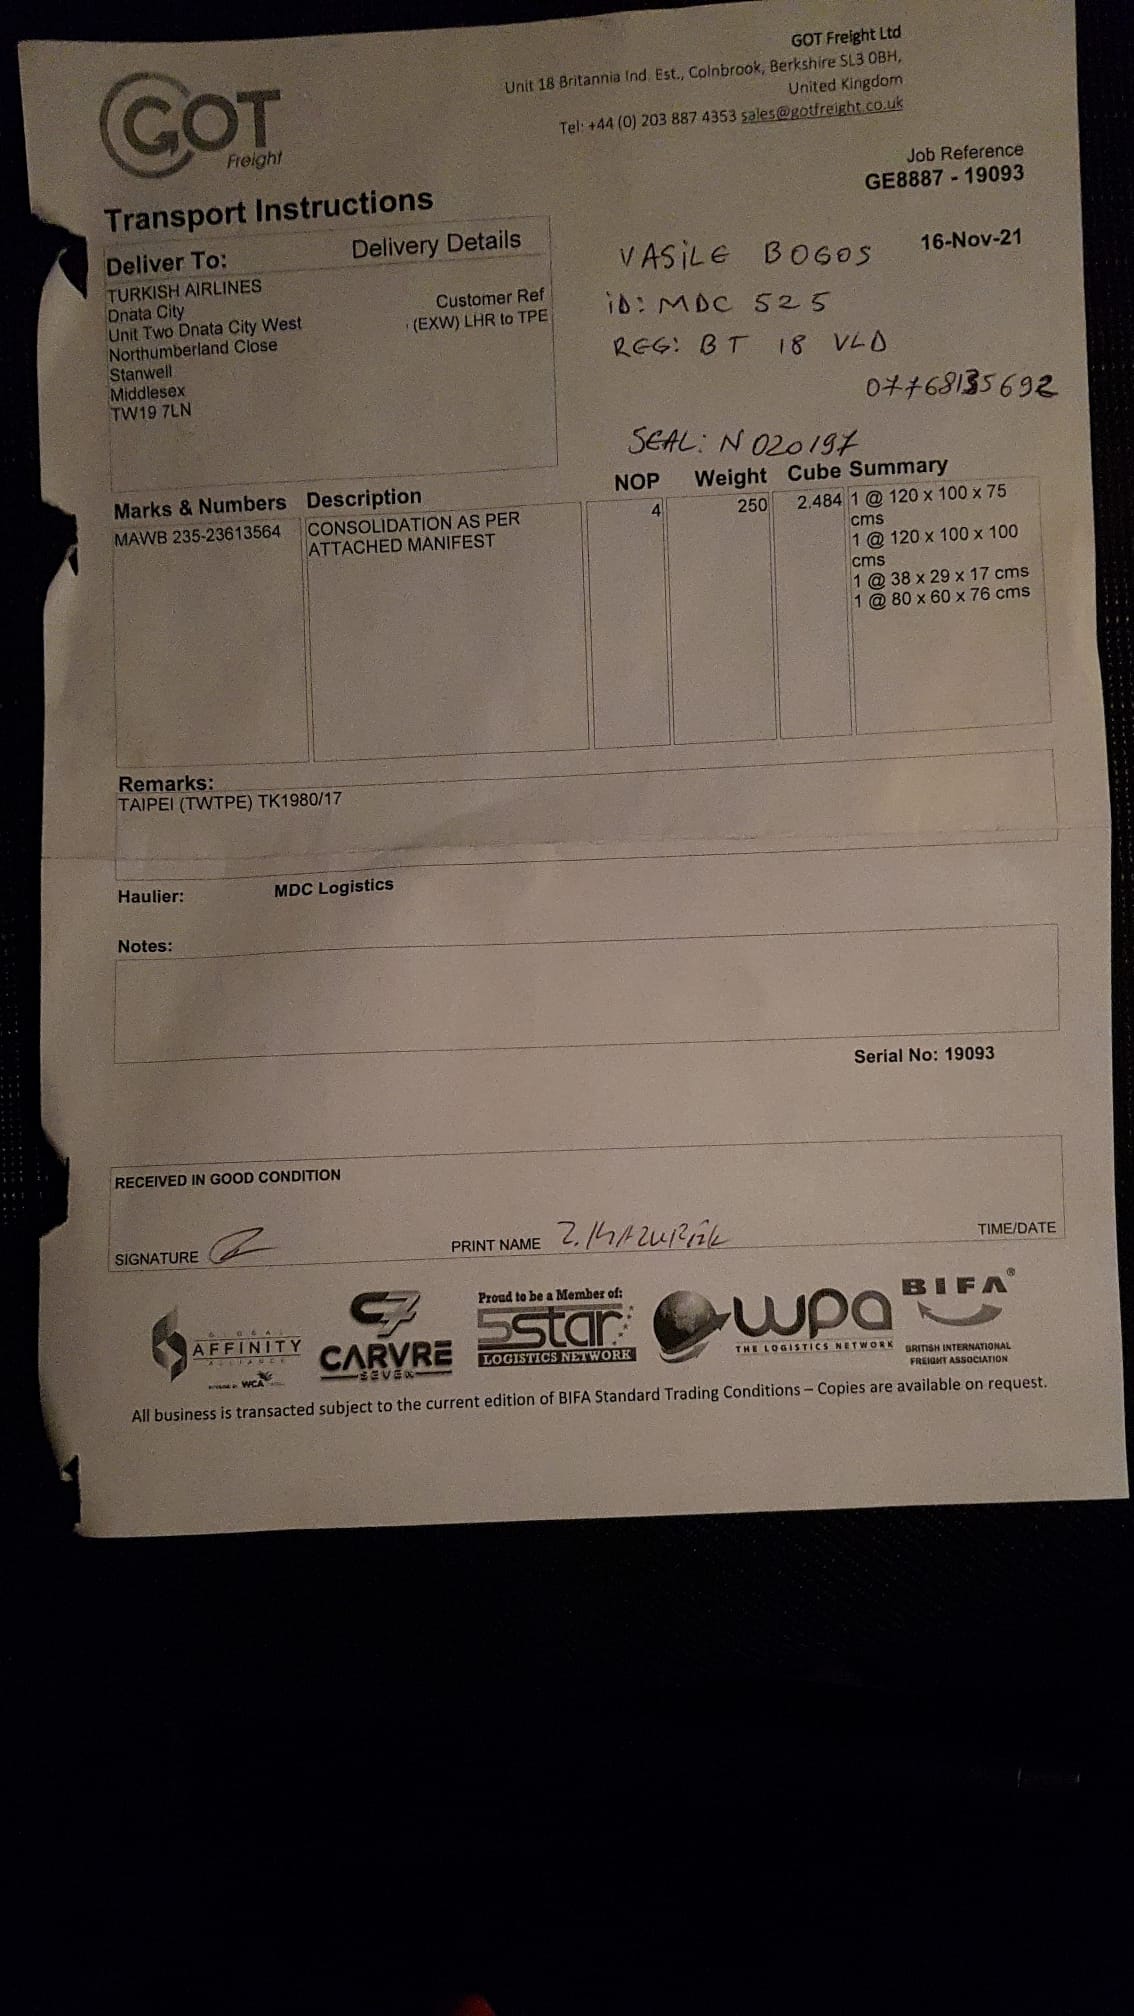 GOT
Freight
GOT Freight Ltd
Unit 18 Britannia Ind. Est., Colnbrook, Berkshire SL3 0BH,
United Kingdom
Tel: +44 (0) 203 887 4353 sales@gotfreight.co.uk
Job Reference
GE8887 - 19093
Transport Instructions
16-Nov-21
Deliver To:
Delivery Details
TURKISH AIRLINES
Dnata City
Unit Two Dnata City West
Northumberland Close
Stanwell
Middlesex
TW19 7LN
Customer Ref
(EXW) LHR to TPE
VASiLE BOGOS
iD: MDC 525
REG: BT 18 VLD
07768135692
SEAL: N 020197
Marks & Numbers Description NOP Weight Cube Summary
MAWB 235-23613564
CONSOLIDATION AS PER
ATTACHED MANIFEST
4
250
2.484
1 @ 120 x 100 x 75
cms
1 @ 120 x 100 x 100
cms
1 @ 38 x 29 x 17 cms
1 @ 80 x 60 x 76 cms
Remarks:
TAIPEI (TWTPE) TK1980/17
Haulier: MDC Logistics
Notes:
Serial No: 19093
RECEIVED IN GOOD CONDITION
SIGNATURE
PRINT NAME
TIME/DATE
GLOBAL
AFFINITY
ALLIANCE
WCA
C7
CARVRE
SEVEN
Proud to be a Member of:
5star
LOGISTICS NETWORK
wpa
THE LOGISTICS NETWORK
BIFA®
BRITISH INTERNATIONAL
FREIGHT ASSOCIATION
All business is transacted subject to the current edition of BIFA Standard Trading Conditions – Copies are available on request.